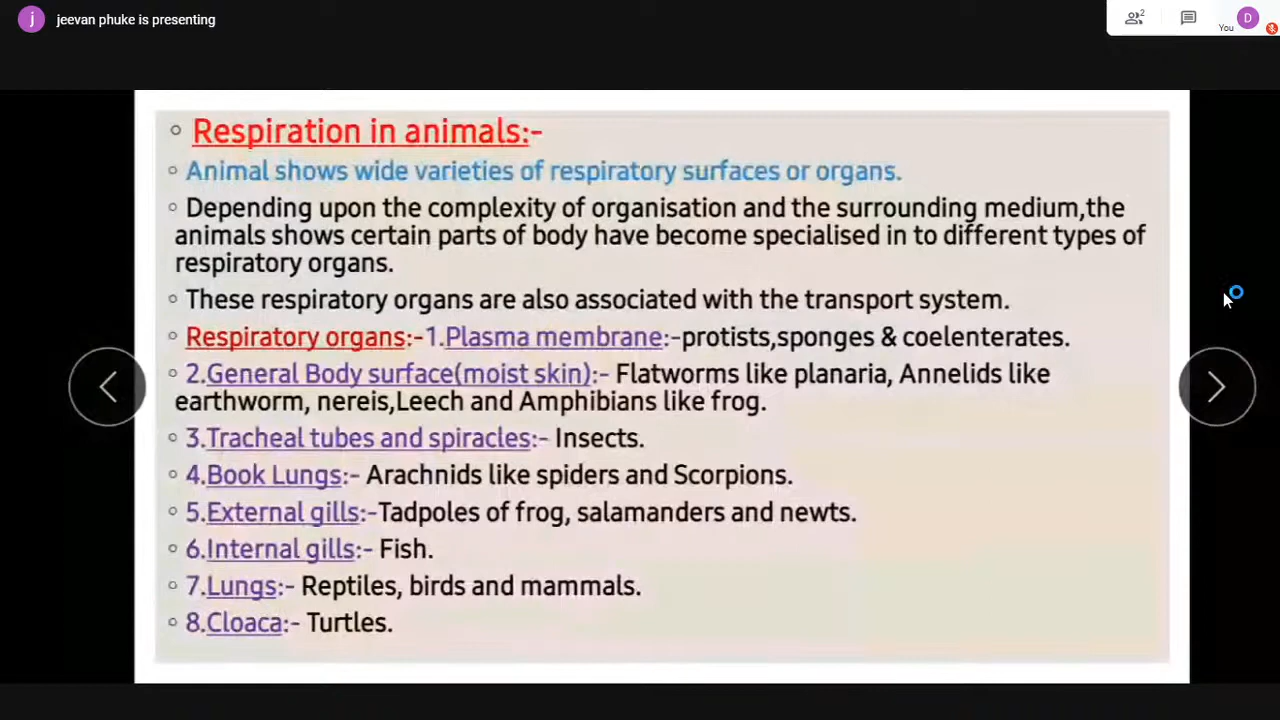 j
jeevan phuke is presenting
2
You
D
Respiration in animals:-
Animal shows wide varieties of respiratory surfaces or organs.
Depending upon the complexity of organisation and the surrounding medium,the
animals shows certain parts of body have become specialised in to different types of
respiratory organs.
These respiratory organs are also associated with the transport system.
Respiratory organs:-1.Plasma membrane:-protists,sponges & coelenterates.
2.General Body surface(moist skin):- Flatworms like planaria, Annelids like
earthworm, nereis,Leech and Amphibians like frog.
3.Tracheal tubes and spiracles:- Insects.
4.Book Lungs:- Arachnids like spiders and Scorpions.
5.External gills:-Tadpoles of frog, salamanders and newts.
6.Internal gills:- Fish.
7.Lungs:- Reptiles, birds and mammals.
8.Cloaca:- Turtles.